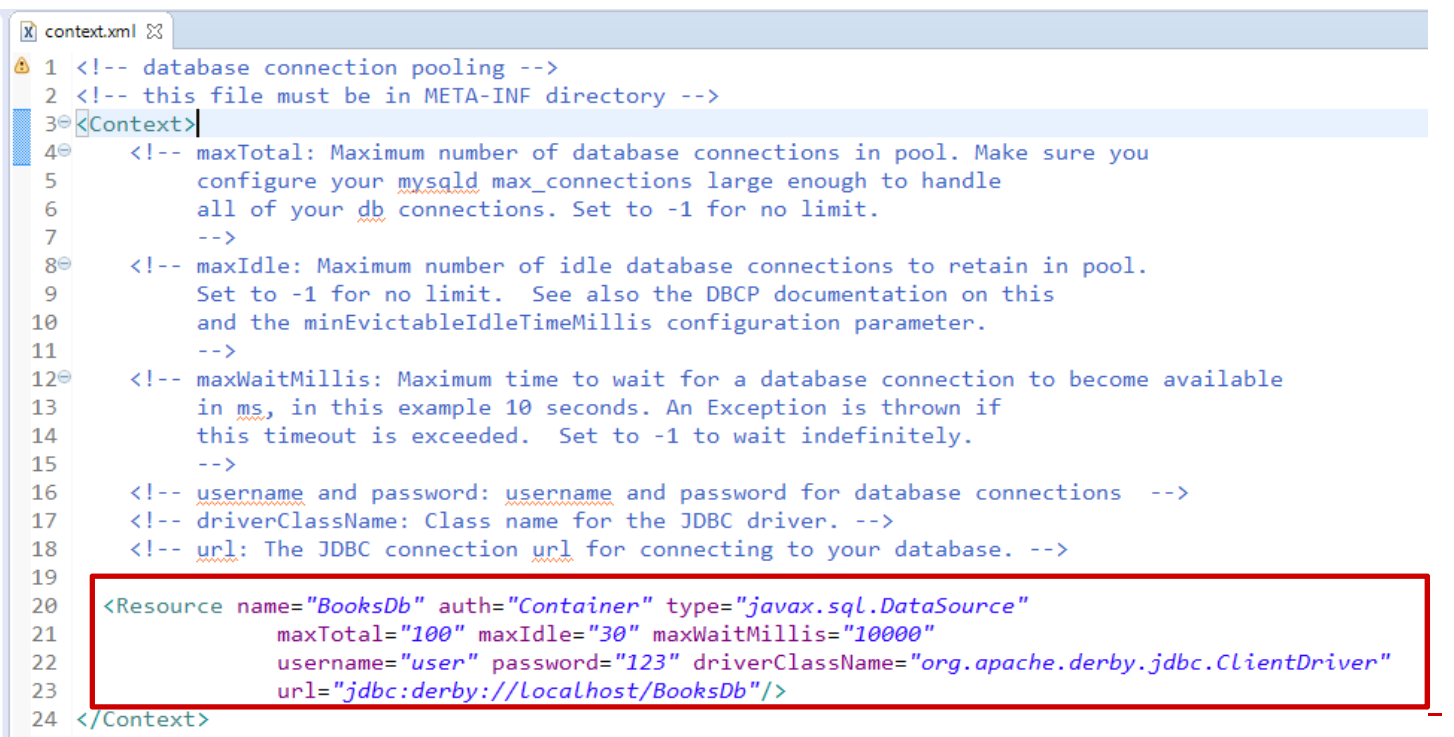 context.xml
1 <!-- database connection pooling -->
2 <!-- this file must be in META-INF directory -->
3 <Context>
4 <!-- maxTotal: Maximum number of database connections in pool. Make sure you
5 configure your mysqld max_connections large enough to handle
6 all of your db connections. Set to -1 for no limit.
7 -->
8 <!-- maxIdle: Maximum number of idle database connections to retain in pool.
9 Set to -1 for no limit.  See also the DBCP documentation on this
10 and the minEvictableIdleTimeMillis configuration parameter.
11 -->
12 <!-- maxWaitMillis: Maximum time to wait for a database connection to become available
13 in ms, in this example 10 seconds. An Exception is thrown if
14 this timeout is exceeded.  Set to -1 to wait indefinitely.
15 -->
16 <!-- username and password: username and password for database connections  -->
17 <!-- driverClassName: Class name for the JDBC driver. -->
18 <!-- url: The JDBC connection url for connecting to your database. -->
19
20 <Resource name="BooksDb" auth="Container" type="javax.sql.DataSource"
21 maxTotal="100" maxIdle="30" maxWaitMillis="10000"
22 username="user" password="123" driverClassName="org.apache.derby.jdbc.ClientDriver"
23 url="jdbc:derby://localhost/BooksDb"/>
24 </Context>